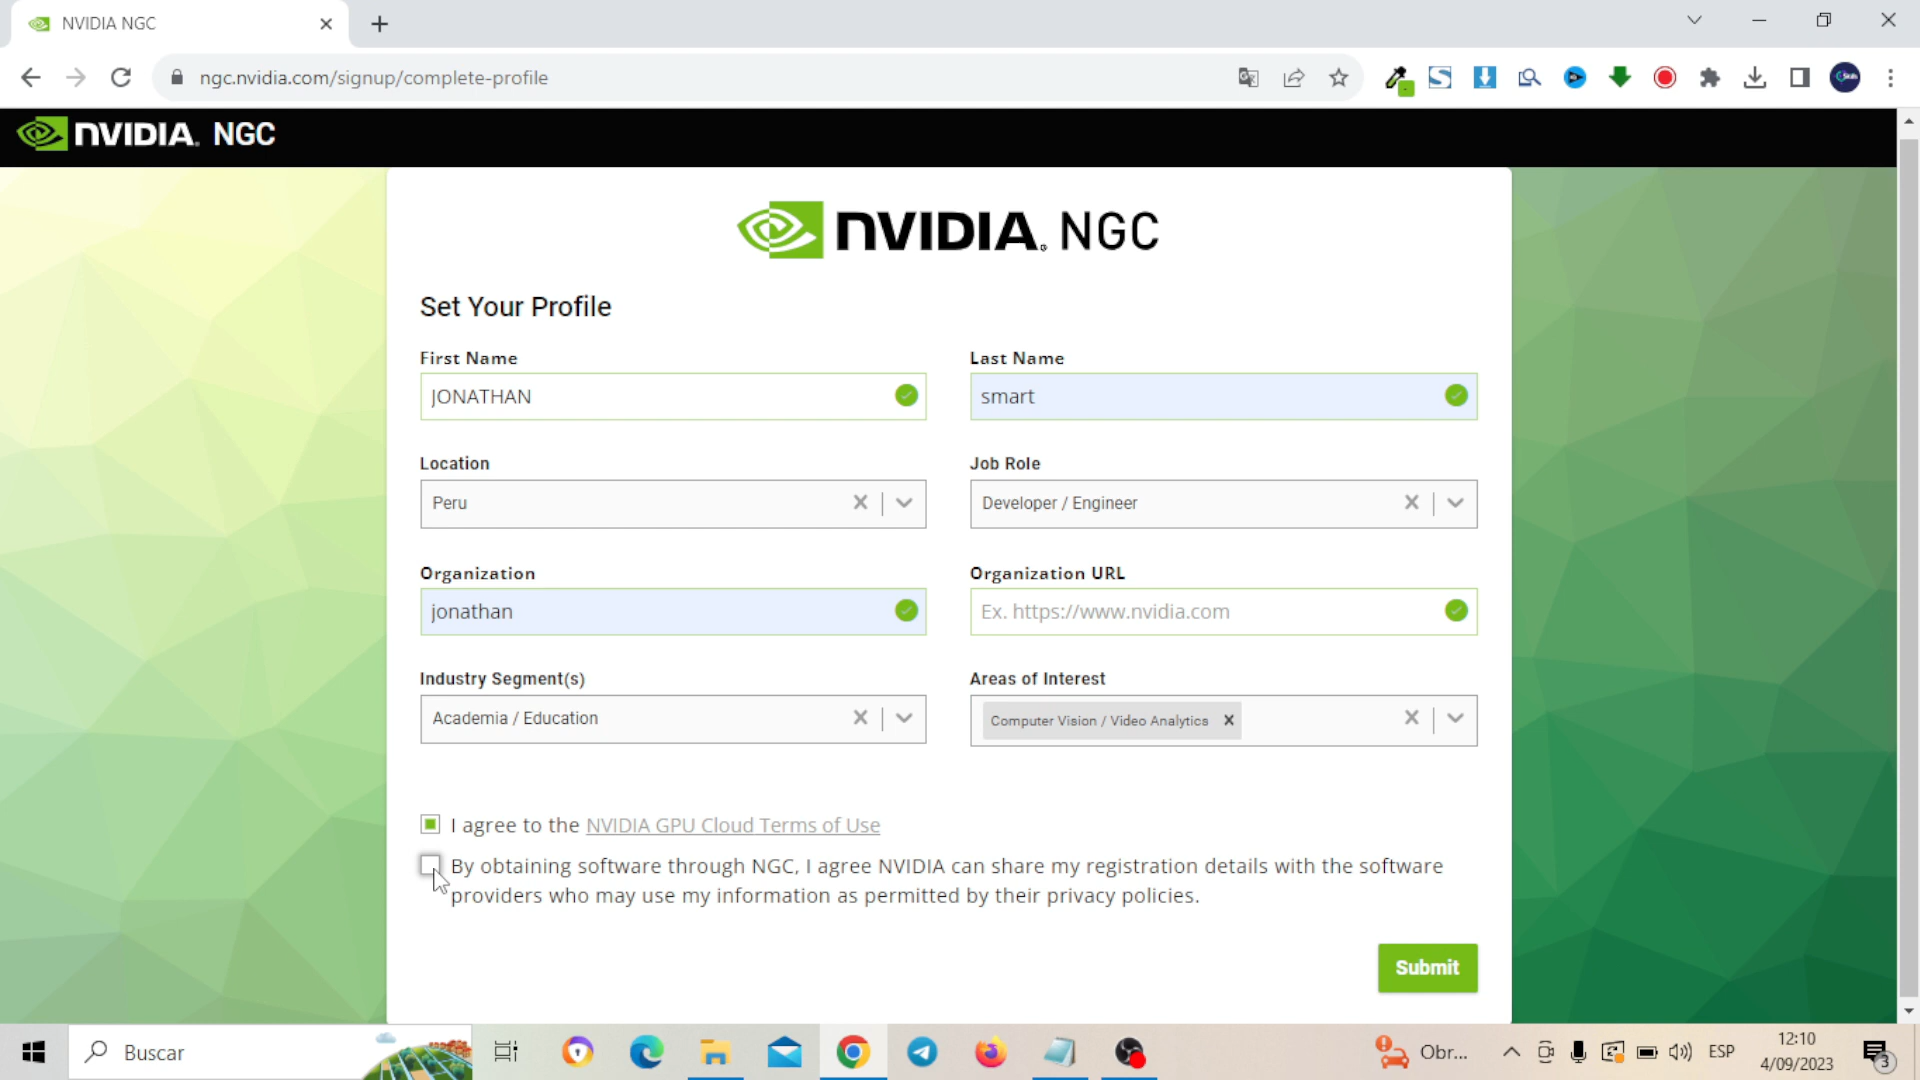 NVIDIA NGC
ngc.nvidia.com/signup/complete-profile
NVIDIA. NGC
NVIDIA. NGC
Set Your Profile
First Name
Last Name
JONATHAN
smart
Location
Job Role
Peru
Developer / Engineer
Organization
Organization URL
jonathan
Ex. https://www.nvidia.com
Industry Segment(s)
Areas of Interest
Academia / Education
Computer Vision / Video Analytics
I agree to the NVIDIA GPU Cloud Terms of Use
By obtaining software through NGC, I agree NVIDIA can share my registration details with the software
providers who may use my information as permitted by their privacy policies.
Submit
Buscar
Obr...
ESP
12:10
4/09/2023
3